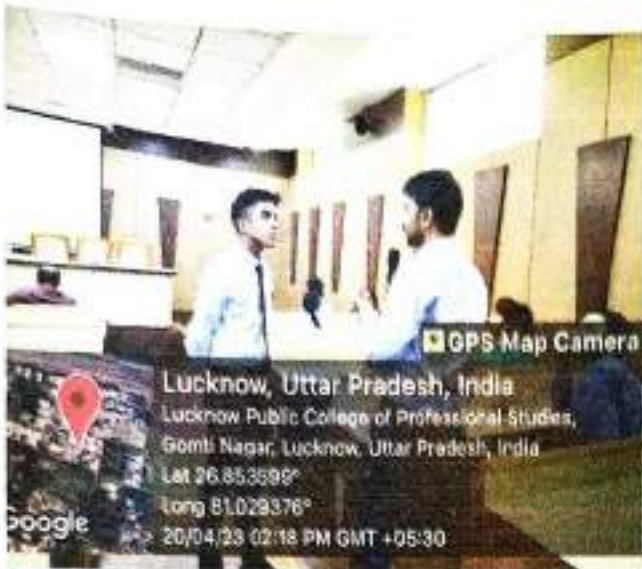 GPS Map Camera
Lucknow, Uttar Pradesh, India
Lucknow Public College of Professional Studies,
Gomti Nagar, Lucknow, Uttar Pradesh, India
Lat 26.853599°
Long 81.029376°
20/04/23 02:18 PM GMT +05:30
Google